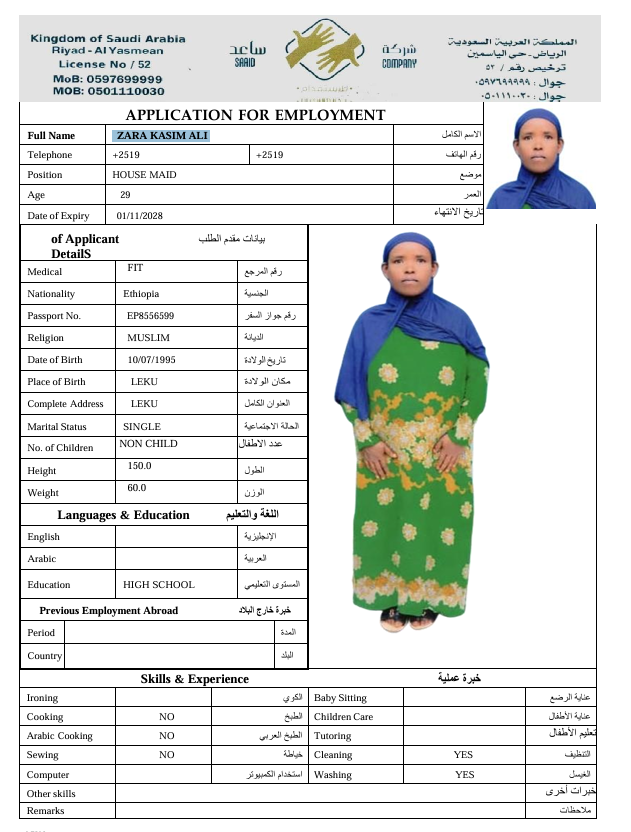 Kingdom of Saudi Arabia
Riyad - Al Yasmean
License No / 52
MoB: 0597699999
MOB: 0501110030
ساعد
SAAID
شركة
COMPANY
المملكة العربية السعودية
الرياض - حي الياسمين
ترخيص رقم / ٥٢
جوال : ٠٥٩٧٦٩٩٩٩٩
جوال : ٠٥٠١١١٠٠٣٠
APPLICATION FOR EMPLOYMENT
Full Name ZARA KASIM ALI الاسم الكامل
Telephone +2519 +2519 رقم الهاتف
Position HOUSE MAID موضع
Age 29 العمر
Date of Expiry 01/11/2028 تاريخ الانتهاء
of Applicant بيانات مقدم الطلب
DetailS
Medical FIT رقم المرجع
Nationality Ethiopia الجنسية
Passport No. EP8556599 رقم جواز السفر
Religion MUSLIM الديانة
Date of Birth 10/07/1995 تاريخ الولادة
Place of Birth LEKU مكان الولادة
Complete Address LEKU العنوان الكامل
Marital Status SINGLE الحالة الاجتماعية
No. of Children NON CHILD عدد الاطفال
Height 150.0 الطول
Weight 60.0 الوزن
Languages & Education اللغة والتعليم
English الإنجليزية
Arabic العربية
Education HIGH SCHOOL المستوى التعليمي
Previous Employment Abroad خبرة خارج البلاد
Period المدة
Country البلد
Skills & Experience خبرة عملية
Ironing الكوي Baby Sitting عناية الرضع
Cooking NO الطبخ Children Care عناية الأطفال
Arabic Cooking NO الطبخ العربي Tutoring تعليم الأطفال
Sewing NO خياطة Cleaning YES التنظيف
Computer استخدام الكمبيوتر Washing YES الغيسل
Other skills خبرات أخرى
Remarks ملاحظات